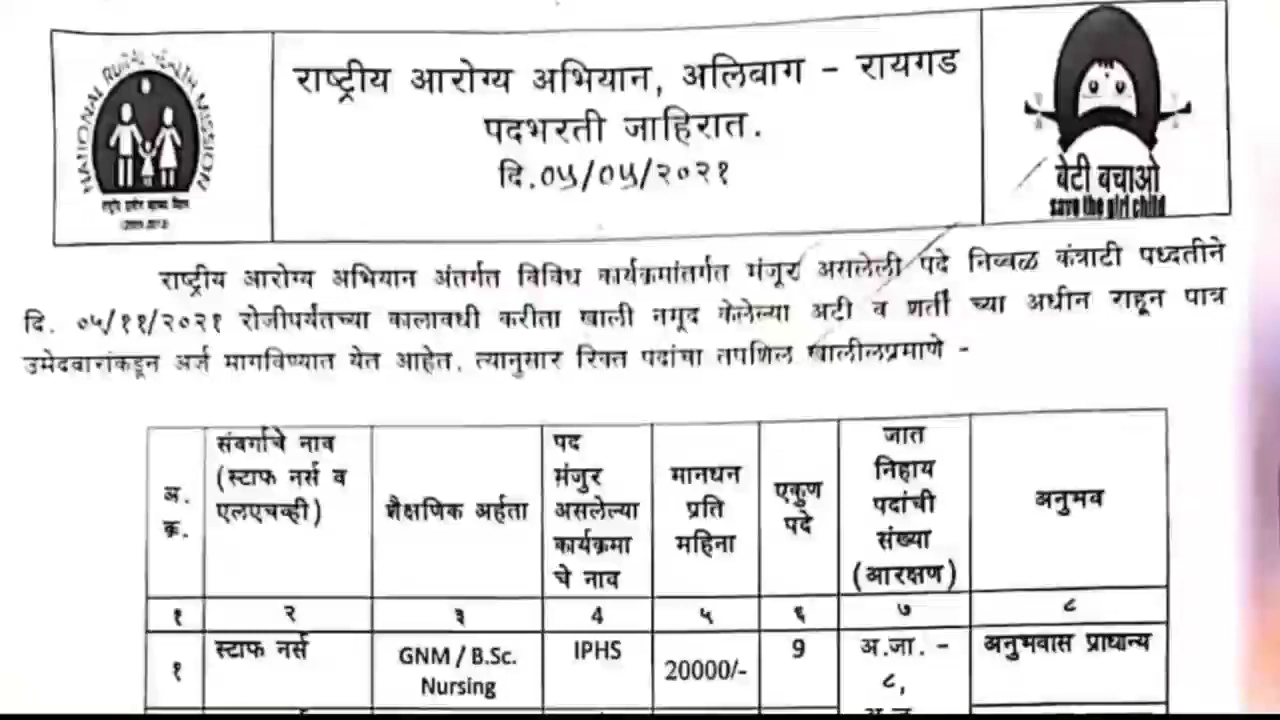 NATIONAL RURAL HEALTH MISSION
राष्ट्रीय आरोग्य अभियान, अलिबाग - रायगड
पदभरती जाहिरात.
दि.०५/०५/२०२१
बेटी बचाओ
save the girl child
राष्ट्रीय आरोग्य अभियान अंतर्गत विविध कार्यक्रमांतर्गत मंजूर असलेली पदे निव्वळ कंत्राटी पध्दतीने
दि. ०५/११/२०२१ रोजीपर्यंतच्या कालावधी करीता खाली नमूद केलेल्या अटी व शर्ती च्या अधीन राहून पात्र
उमेदवारांकडून अर्ज मागविण्यात येत आहेत. त्यानुसार रिक्त पदांचा तपशिल खालीलप्रमाणे -
अ.
क्र.
संवर्गाचे नाव
(स्टाफ नर्स व
एलएचव्ही)
शैक्षणिक अर्हता
पद
मंजुर
असलेल्या
कार्यक्रमा
चे नाव
मानधन
प्रति
महिना
एकुण
पदे
जात
निहाय
पदांची
संख्या
(आरक्षण)
अनुभव
१ २ ३ 4 ५ ६ ७ ८
१
स्टाफ नर्स
GNM / B.Sc.
Nursing
IPHS
20000/-
9
अ.जा. -
८,
अनुभवास प्राधान्य